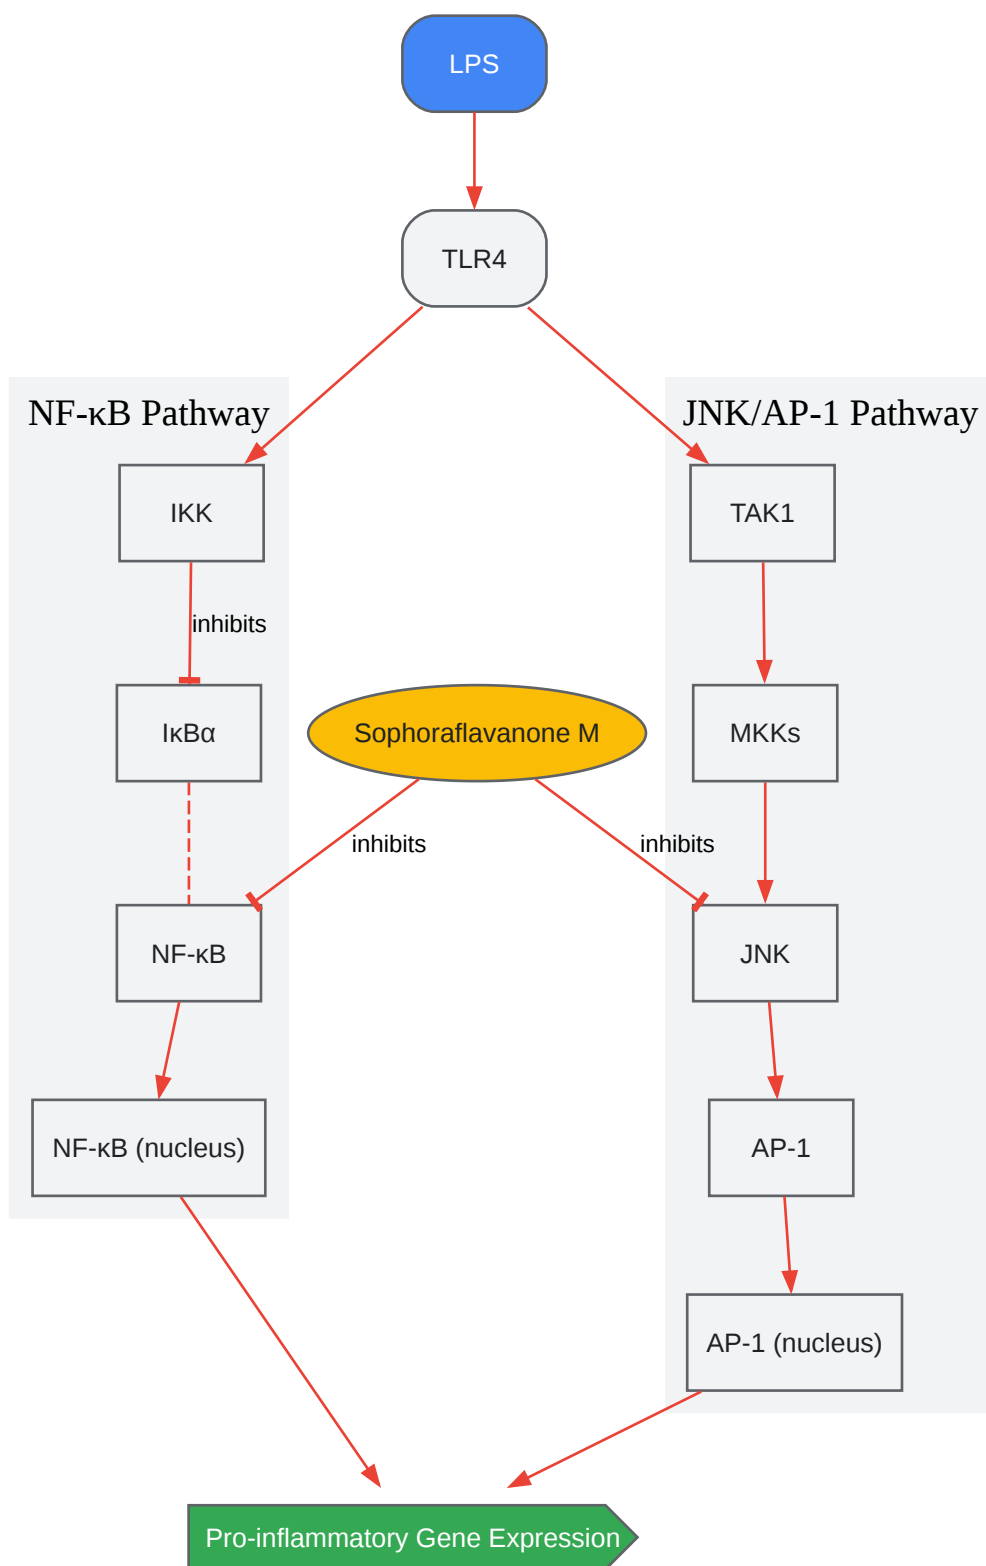 LPS
TLR4
NF-κB Pathway
JNK/AP-1 Pathway
IKK
TAK1
inhibits
IκBα
Sophoraflavanone M
MKKs
inhibits
inhibits
NF-κB
JNK
NF-κB (nucleus)
AP-1
AP-1 (nucleus)
Pro-inflammatory Gene Expression